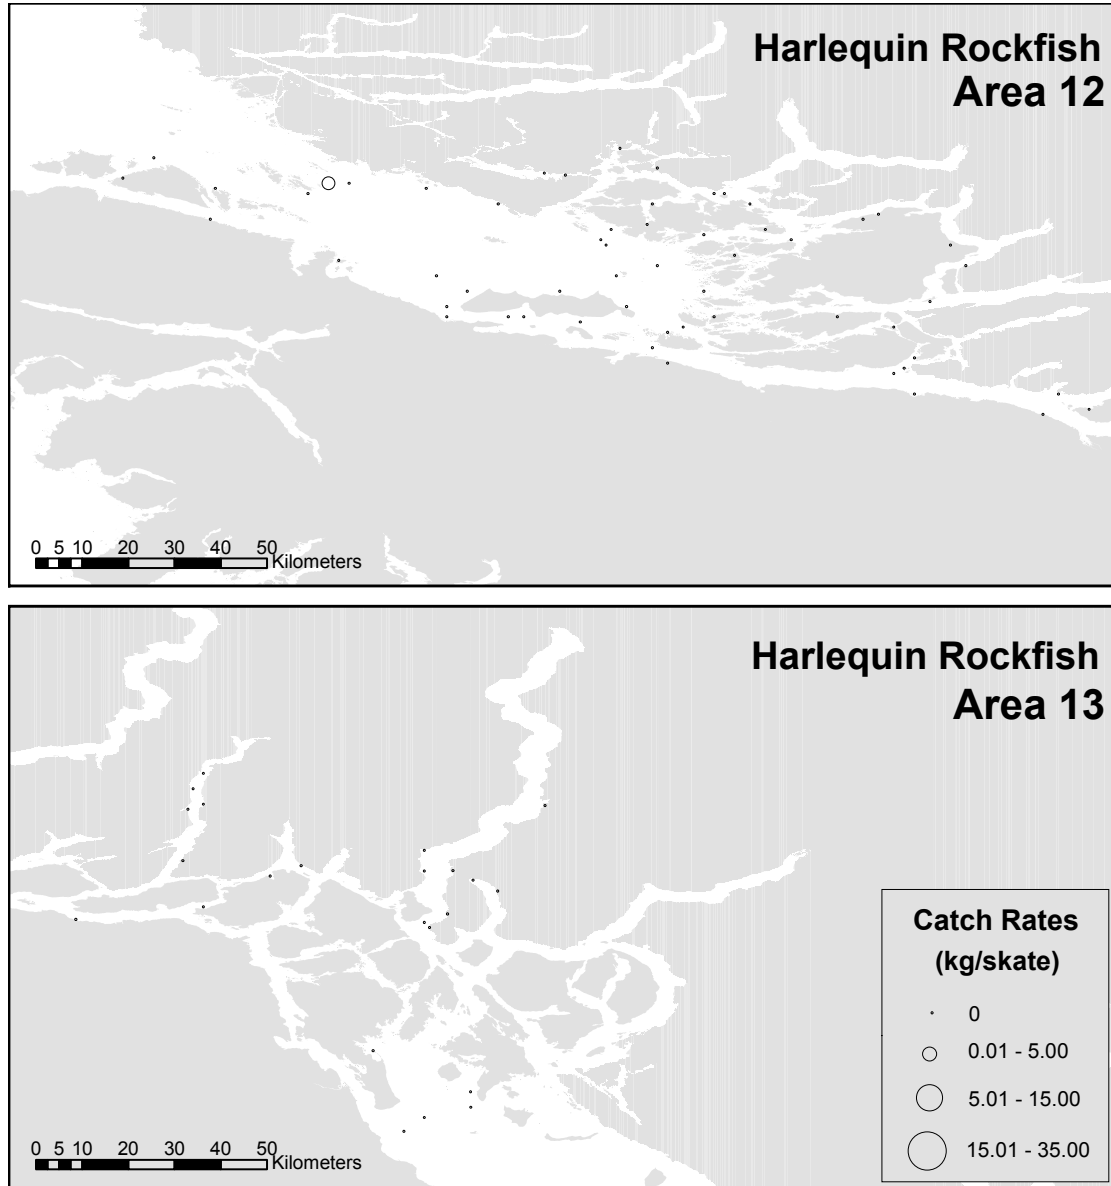 Harlequin Rockfish
Area 12
0 5 10 20 30 40 50
Kilometers
Harlequin Rockfish
Area 13
Catch Rates
(kg/skate)
0
0.01 - 5.00
5.01 - 15.00
15.01 - 35.00
0 5 10 20 30 40 50
Kilometers